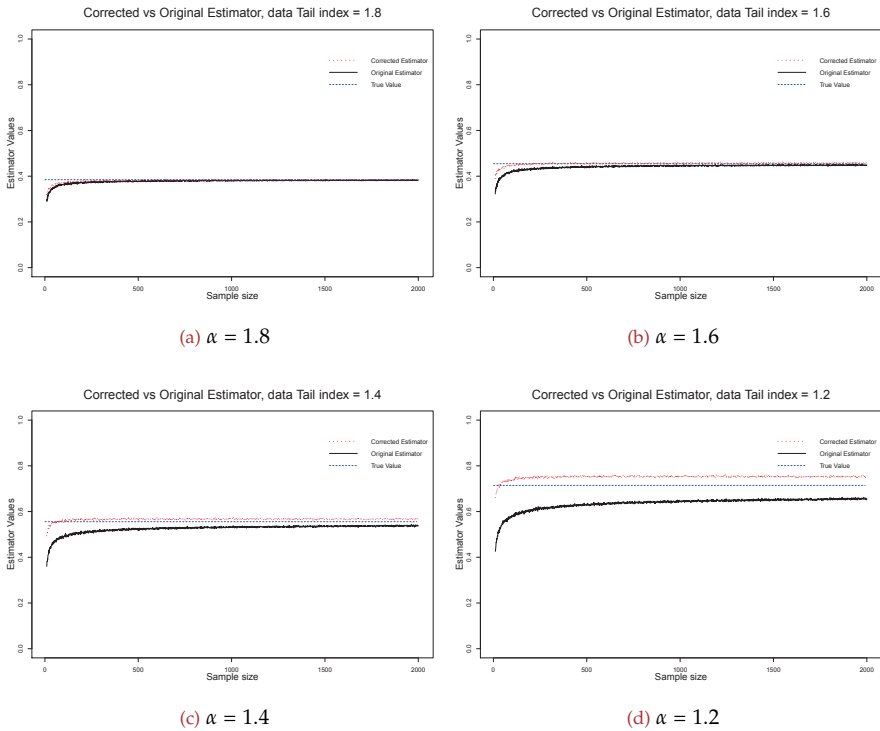 Corrected vs Original Estimator, data Tail index = 1.8
1.0
0.8
0.6
0.4
0.2
0.0
Estimator Values
Corrected Estimator
Original Estimator
True Value
0 500 1000 1500 2000
Sample size
(a) α = 1.8
Corrected vs Original Estimator, data Tail index = 1.6
1.0
0.8
0.6
0.4
0.2
0.0
Estimator Values
Corrected Estimator
Original Estimator
True Value
0 500 1000 1500 2000
Sample size
(b) α = 1.6
Corrected vs Original Estimator, data Tail index = 1.4
1.0
0.8
0.6
0.4
0.2
0.0
Estimator Values
Corrected Estimator
Original Estimator
True Value
0 500 1000 1500 2000
Sample size
(c) α = 1.4
Corrected vs Original Estimator, data Tail index = 1.2
1.0
0.8
0.6
0.4
0.2
0.0
Estimator Values
Corrected Estimator
Original Estimator
True Value
0 500 1000 1500 2000
Sample size
(d) α = 1.2